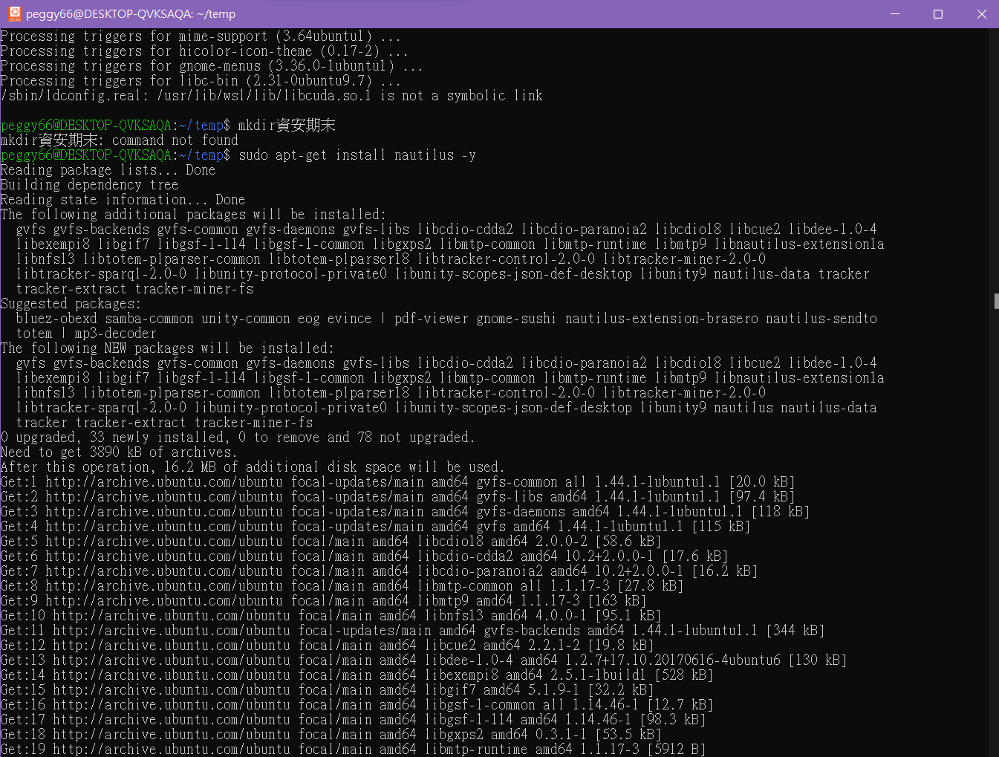 peggy66@DESKTOP-QVKSAQA: ~/temp
Processing triggers for mime-support (3.64ubuntu1) ...
Processing triggers for hicolor-icon-theme (0.17-2) ...
Processing triggers for gnome-menus (3.36.0-1ubuntu1) ...
Processing triggers for libc-bin (2.31-0ubuntu9.7) ...
/sbin/ldconfig.real: /usr/lib/wsl/lib/libcuda.so.1 is not a symbolic link
peggy66@DESKTOP-QVKSAQA:~/temp$ mkdir資安期末
mkdir資安期末: command not found
peggy66@DESKTOP-QVKSAQA:~/temp$ sudo apt-get install nautilus -y
Reading package lists... Done
Building dependency tree
Reading state information... Done
The following additional packages will be installed:
gvfs gvfs-backends gvfs-common gvfs-daemons gvfs-libs libcdio-cdda2 libcdio-paranoia2 libcdio18 libcue2 libdee-1.0-4
libexempi8 libgif7 libgsf-1-114 libgsf-1-common libgxps2 libmtp-common libmtp-runtime libmtp9 libnautilus-extension1a
libnfs13 libtotem-plparser-common libtotem-plparser18 libtracker-control-2.0-0 libtracker-miner-2.0-0
libtracker-sparql-2.0-0 libunity-protocol-private0 libunity-scopes-json-def-desktop libunity9 nautilus-data tracker
tracker-extract tracker-miner-fs
Suggested packages:
bluez-obexd samba-common unity-common eog evince | pdf-viewer gnome-sushi nautilus-extension-brasero nautilus-sendto
totem | mp3-decoder
The following NEW packages will be installed:
gvfs gvfs-backends gvfs-common gvfs-daemons gvfs-libs libcdio-cdda2 libcdio-paranoia2 libcdio18 libcue2 libdee-1.0-4
libexempi8 libgif7 libgsf-1-114 libgsf-1-common libgxps2 libmtp-common libmtp-runtime libmtp9 libnautilus-extension1a
libnfs13 libtotem-plparser-common libtotem-plparser18 libtracker-control-2.0-0 libtracker-miner-2.0-0
libtracker-sparql-2.0-0 libunity-protocol-private0 libunity-scopes-json-def-desktop libunity9 nautilus nautilus-data
tracker tracker-extract tracker-miner-fs
0 upgraded, 33 newly installed, 0 to remove and 78 not upgraded.
Need to get 3890 kB of archives.
After this operation, 16.2 MB of additional disk space will be used.
Get:1 http://archive.ubuntu.com/ubuntu focal-updates/main amd64 gvfs-common all 1.44.1-1ubuntu1.1 [20.0 kB]
Get:2 http://archive.ubuntu.com/ubuntu focal-updates/main amd64 gvfs-libs amd64 1.44.1-1ubuntu1.1 [97.4 kB]
Get:3 http://archive.ubuntu.com/ubuntu focal-updates/main amd64 gvfs-daemons amd64 1.44.1-1ubuntu1.1 [118 kB]
Get:4 http://archive.ubuntu.com/ubuntu focal-updates/main amd64 gvfs amd64 1.44.1-1ubuntu1.1 [115 kB]
Get:5 http://archive.ubuntu.com/ubuntu focal/main amd64 libcdio18 amd64 2.0.0-2 [58.6 kB]
Get:6 http://archive.ubuntu.com/ubuntu focal/main amd64 libcdio-cdda2 amd64 10.2+2.0.0-1 [17.6 kB]
Get:7 http://archive.ubuntu.com/ubuntu focal/main amd64 libcdio-paranoia2 amd64 10.2+2.0.0-1 [16.2 kB]
Get:8 http://archive.ubuntu.com/ubuntu focal/main amd64 libmtp-common all 1.1.17-3 [27.8 kB]
Get:9 http://archive.ubuntu.com/ubuntu focal/main amd64 libmtp9 amd64 1.1.17-3 [163 kB]
Get:10 http://archive.ubuntu.com/ubuntu focal/main amd64 libnfs13 amd64 4.0.0-1 [95.1 kB]
Get:11 http://archive.ubuntu.com/ubuntu focal-updates/main amd64 gvfs-backends amd64 1.44.1-1ubuntu1.1 [344 kB]
Get:12 http://archive.ubuntu.com/ubuntu focal/main amd64 libcue2 amd64 2.2.1-2 [19.8 kB]
Get:13 http://archive.ubuntu.com/ubuntu focal/main amd64 libdee-1.0-4 amd64 1.2.7+17.10.20170616-4ubuntu6 [130 kB]
Get:14 http://archive.ubuntu.com/ubuntu focal/main amd64 libexempi8 amd64 2.5.1-1build1 [528 kB]
Get:15 http://archive.ubuntu.com/ubuntu focal/main amd64 libgif7 amd64 5.1.9-1 [32.2 kB]
Get:16 http://archive.ubuntu.com/ubuntu focal/main amd64 libgsf-1-common all 1.14.46-1 [12.7 kB]
Get:17 http://archive.ubuntu.com/ubuntu focal/main amd64 libgsf-1-114 amd64 1.14.46-1 [98.3 kB]
Get:18 http://archive.ubuntu.com/ubuntu focal/main amd64 libgxps2 amd64 0.3.1-1 [53.5 kB]
Get:19 http://archive.ubuntu.com/ubuntu focal/main amd64 libmtp-runtime amd64 1.1.17-3 [5912 B]